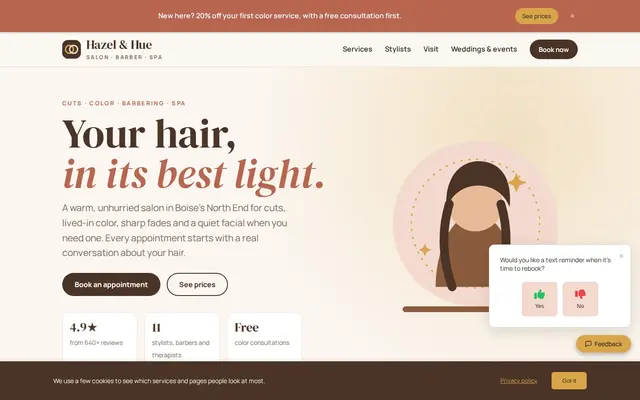 New here? 20% off your first color service, with a free consultation first.
See prices
×
Hazel & Hue
SALON · BARBER · SPA
Services
Stylists
Visit
Weddings & events
Book now
CUTS · COLOR · BARBERING · SPA
Your hair,
in its best light.
A warm, unhurried salon in Boise's North End for cuts,
lived-in color, sharp fades and a quiet facial when you
need one. Every appointment starts with a real
conversation about your hair.
Book an appointment
See prices
4.9★
from 640+ reviews
11
stylists, barbers and
therapists
Free
color consultations
Would you like a text reminder when it's
time to rebook?
×
Yes
No
Feedback
We use a few cookies to see which services and pages people look at most.
Privacy policy
Got it